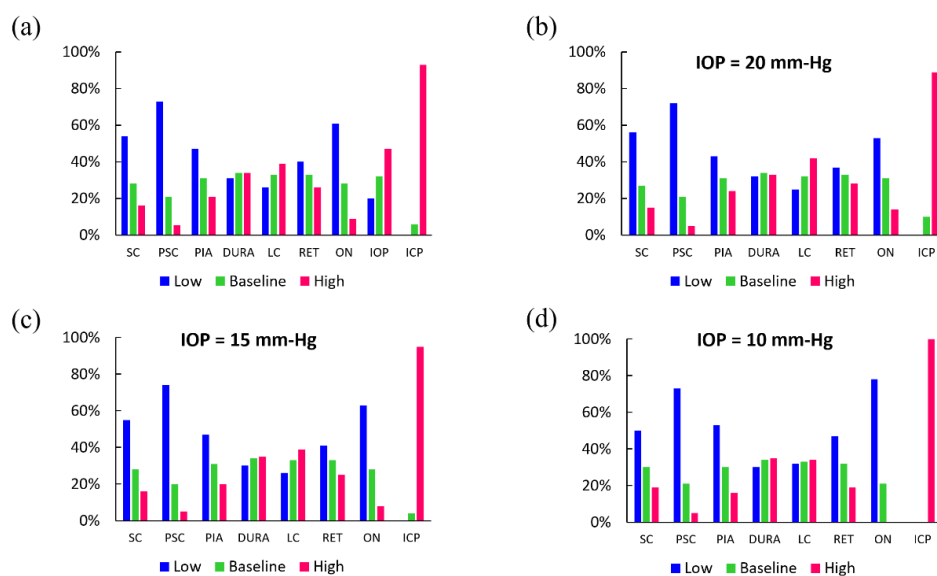 (a)
100%
80%
60%
40%
20%
0%
SC PSC PIA DURA LC RET ON IOP ICP
Low Baseline High
(b)
IOP = 20 mm-Hg
100%
80%
60%
40%
20%
0%
SC PSC PIA DURA LC RET ON ICP
Low Baseline High
(c)
IOP = 15 mm-Hg
100%
80%
60%
40%
20%
0%
SC PSC PIA DURA LC RET ON ICP
Low Baseline High
(d)
IOP = 10 mm-Hg
100%
80%
60%
40%
20%
0%
SC PSC PIA DURA LC RET ON ICP
Low Baseline High